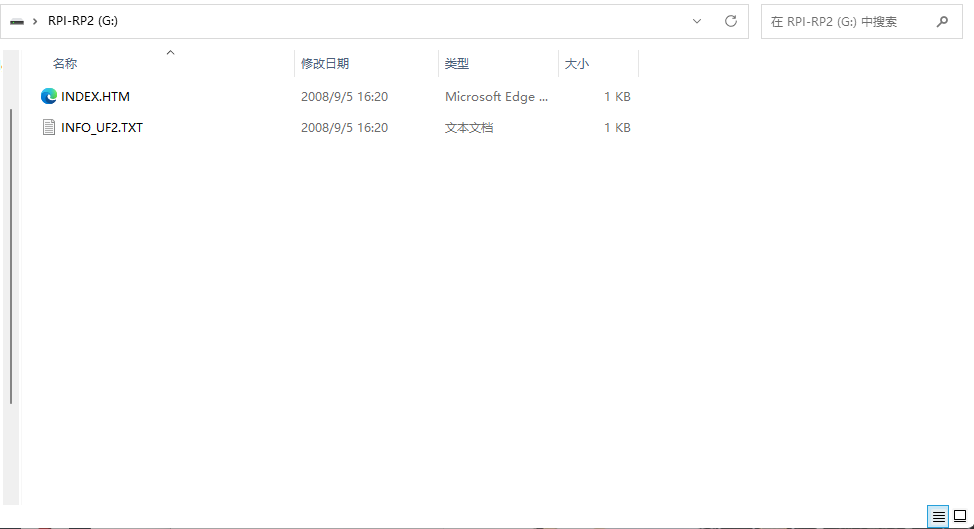 RPI-RP2 (G:)
在 RPI-RP2 (G:) 中搜索
名称 修改日期 类型 大小
INDEX.HTM 2008/9/5 16:20 Microsoft Edge ... 1 KB
INFO_UF2.TXT 2008/9/5 16:20 文本文档 1 KB